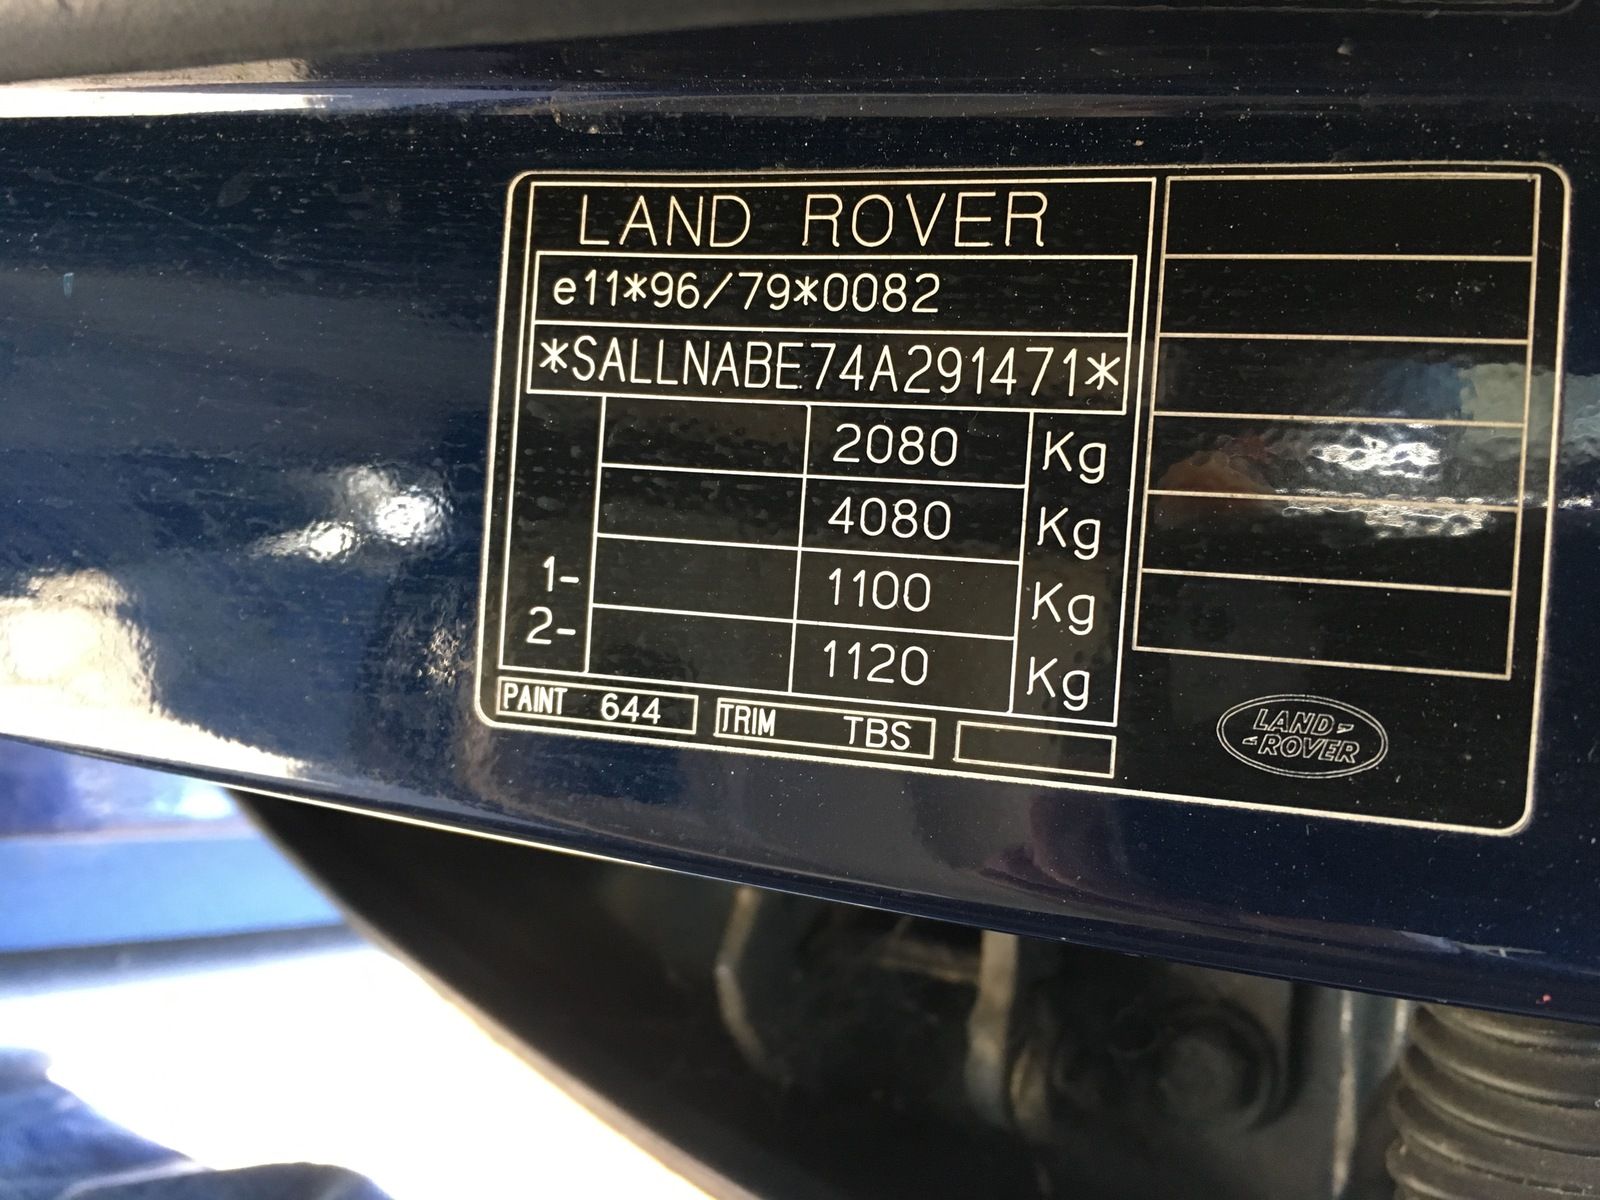 LAND ROVER
e11*96/79*0082
*SALLNABE74A291471*
2080 Kg
4080 Kg
1- 1100 Kg
2- 1120 Kg
PAINT 644 TRIM TBS
LAND
ROVER